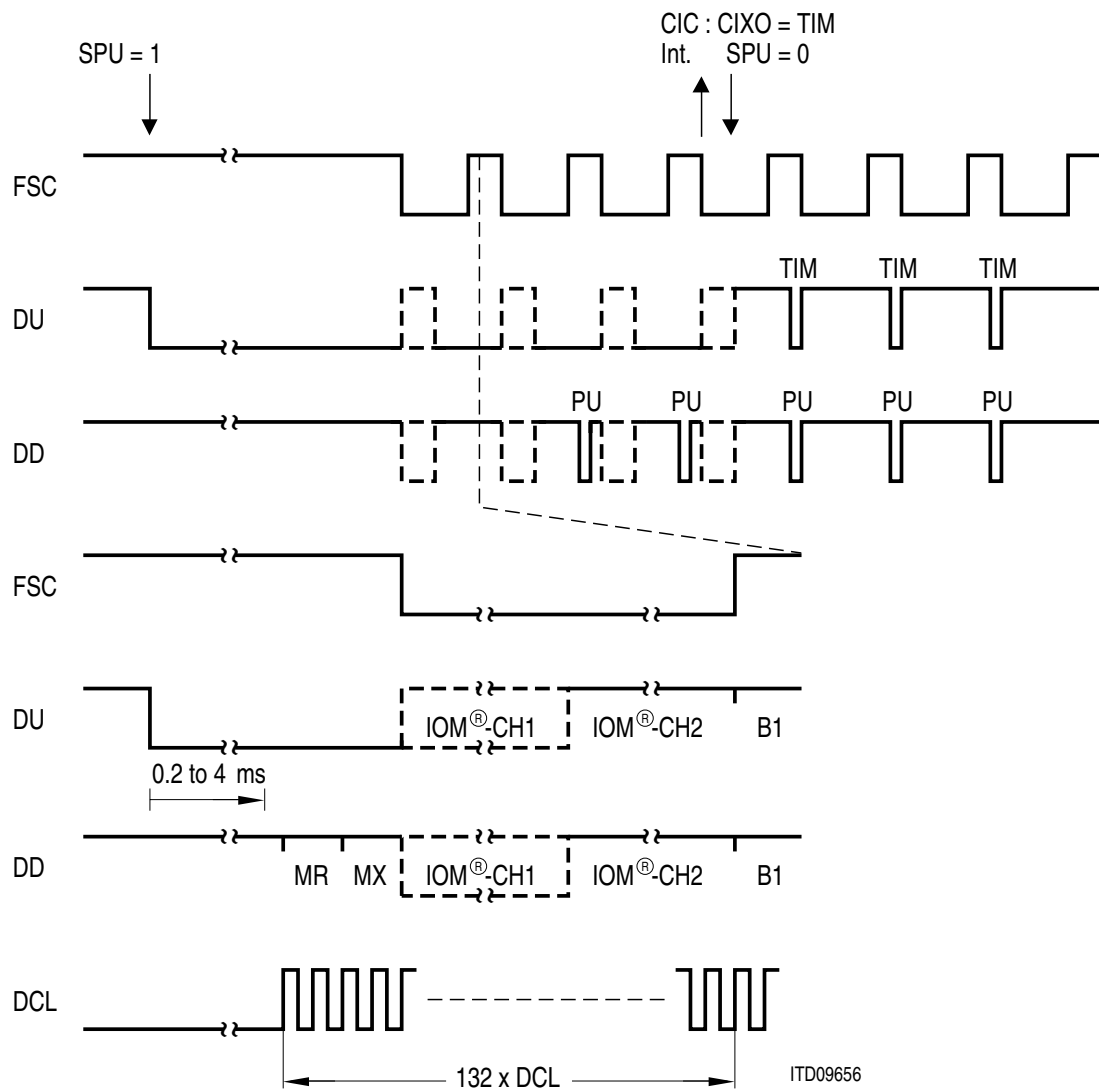 CIC : CIXO = TIM
SPU = 1
Int. SPU = 0
FSC
TIM TIM TIM
DU
PU PU PU PU PU
DD
FSC
DU
IOM®-CH1 IOM®-CH2 B1
0.2 to 4 ms
DD
MR MX IOM®-CH1 IOM®-CH2 B1
DCL
132 x DCL
ITD09656